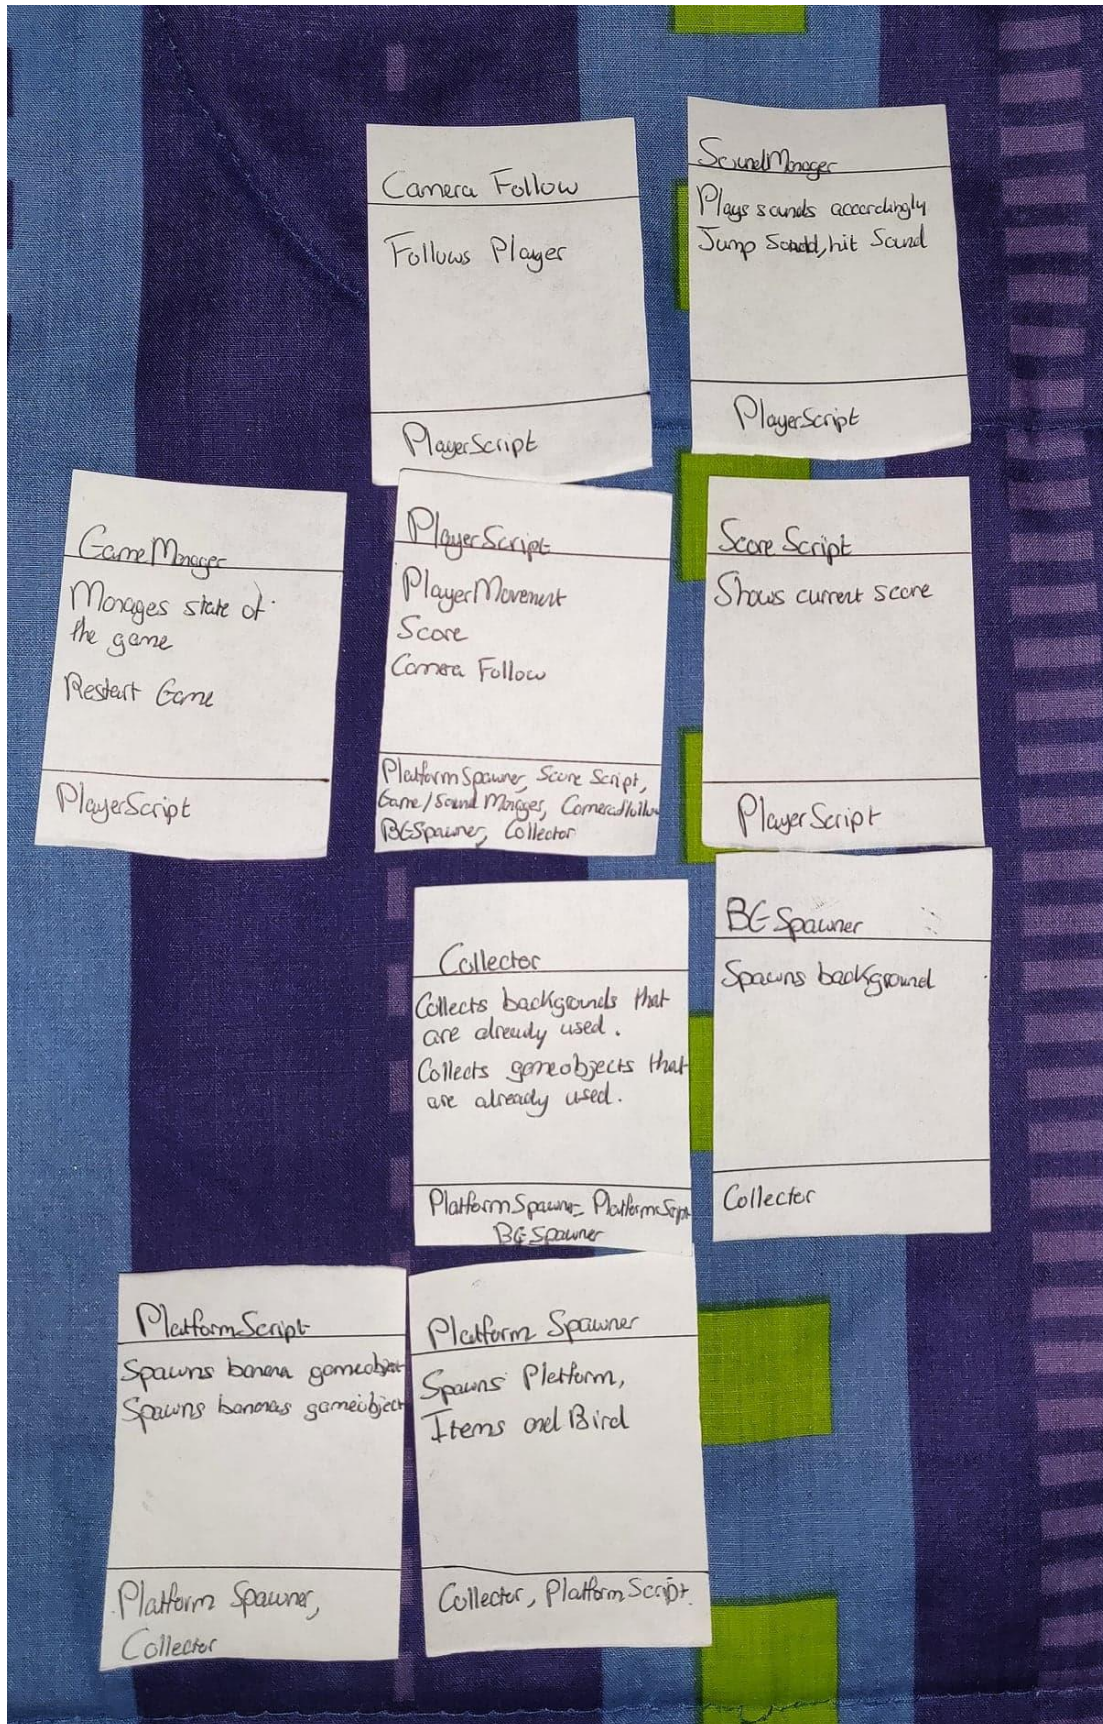 Camera Follow
Follows Player
PlayerScript
SoundManager
Plays sounds accordingly
Jump Sound, hit Sound
PlayerScript
GameManager
Manages state of
the game
Restart Game
PlayerScript
PlayerScript
PlayerMovement
Score
Camera Follow
PlatformSpawner, Score Script,
Game/Sound Manager, CameraFollow
BGSpawner, Collector
Score Script
Shows current score
PlayerScript
Collector
Collects backgrounds that
are already used.
Collects gameobjects that
are already used.
PlatformSpawner PlatformScript
BGSpawner
BGSpawner
Spawns background
Collector
PlatformScript
Spawns banana gameobject
Spawns bananas gameobject
Platform Spawner,
Collector
Platform Spawner
Spawns Platform,
Items and Bird
Collector, PlatformScript.